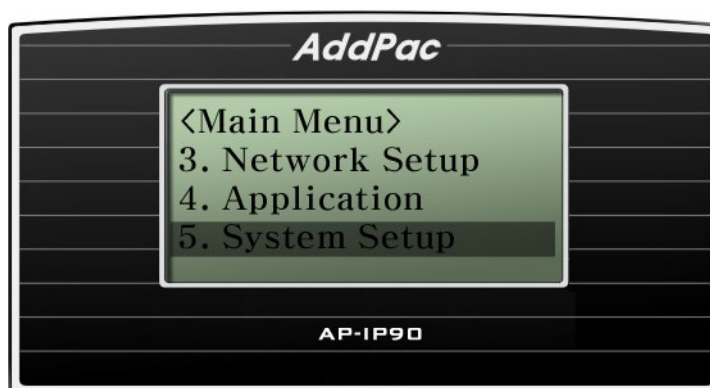 AddPac
<Main Menu>
3. Network Setup
4. Application
5. System Setup
AP-IP90